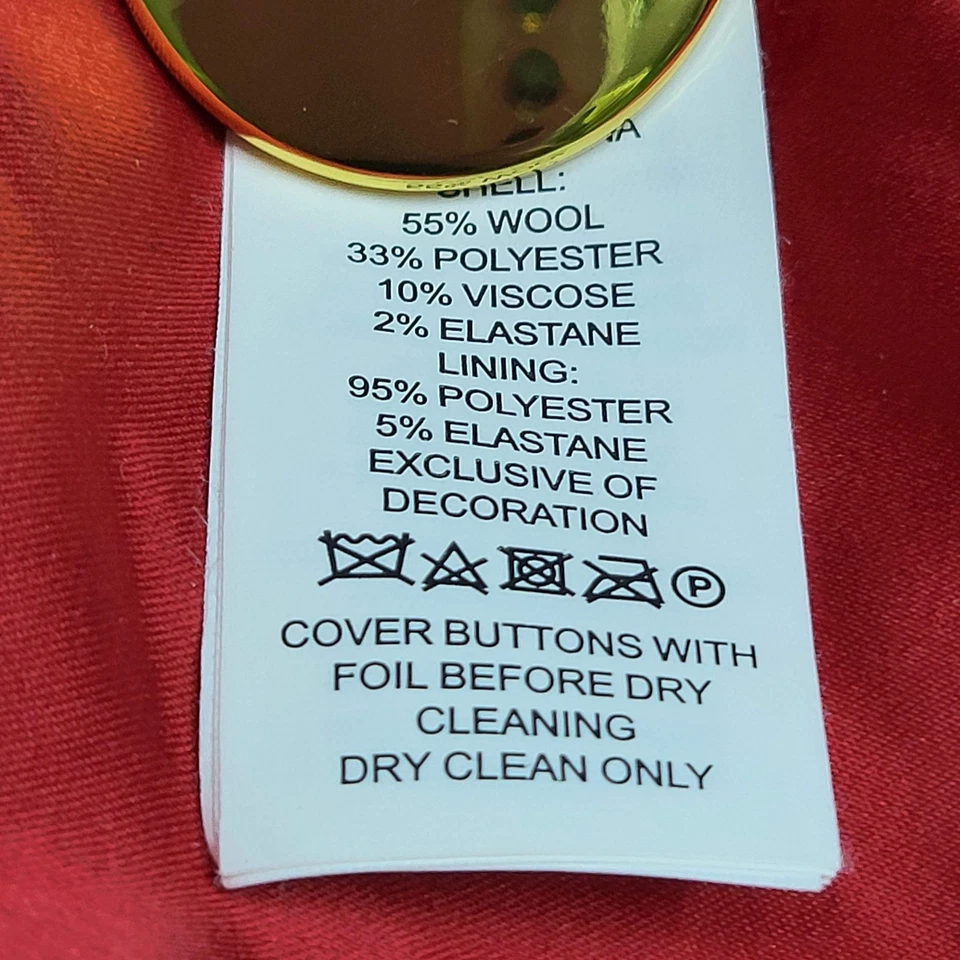 SHELL:
55% WOOL
33% POLYESTER
10% VISCOSE
2% ELASTANE
LINING:
95% POLYESTER
5% ELASTANE
EXCLUSIVE OF
DECORATION
P
COVER BUTTONS WITH
FOIL BEFORE DRY
CLEANING
DRY CLEAN ONLY